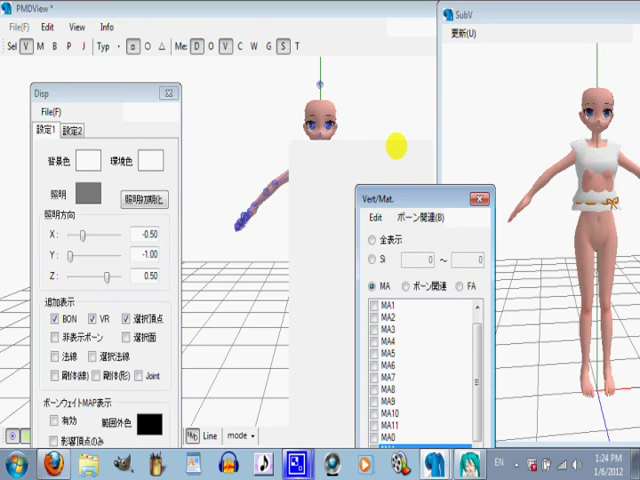 PMDView *
File(F) Edit View Info
Sel V M B P J Typ · ロ O △ Me: D O V C W G S T
SubV
更新(U)
Disp
File(F)
設定1 設定2
背景色 環境色
照明 照明初期化
照明方向
X : -0.50
Y : -1.00
Z : 0.50
追加表示
BON VR 選択頂点
非表示ボーン 選択面
法線 選択法線
剛体(線) 剛体(形) Joint
ボーンウェイトMAP表示
有効 範囲外色
影響頂点のみ
Vert/Mat.
Edit ボーン関連(B)
全表示
Si 0 ～ 0
MA ボーン関連 FA
MA1
MA2
MA3
MA4
MA5
MA6
MA7
MA8
MA9
MA10
MA11
MA0
Line mode
EN 1:24 PM
1/6/2012